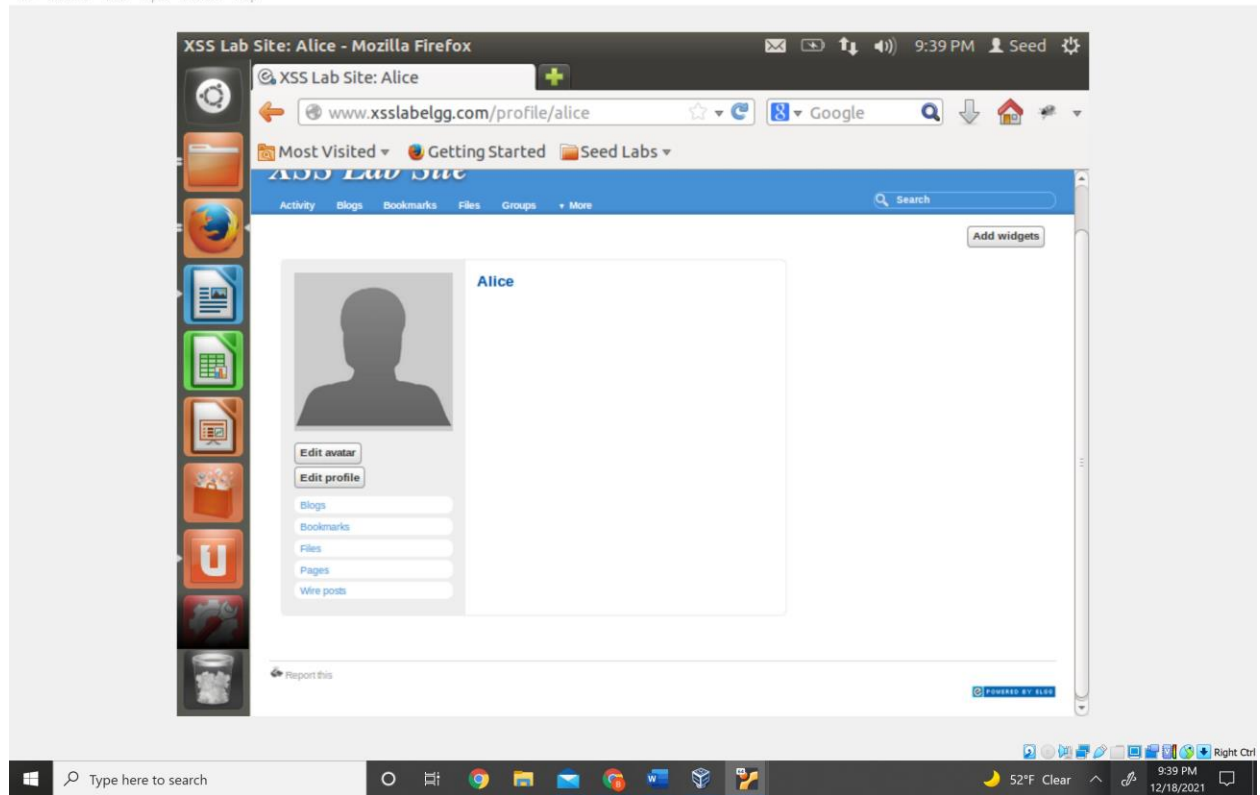 XSS Lab Site: Alice - Mozilla Firefox 9:39 PM Seed
XSS Lab Site: Alice
www.xsslabelgg.com/profile/alice Google
Most Visited Getting Started Seed Labs
XSS Lab Site
Activity Blogs Bookmarks Files Groups More Search
Add widgets
Alice
Edit avatar
Edit profile
Blogs
Bookmarks
Files
Pages
Wire posts
Report this
POWERED BY ELGG
Right Ctrl
Type here to search 52°F Clear 9:39 PM
12/18/2021